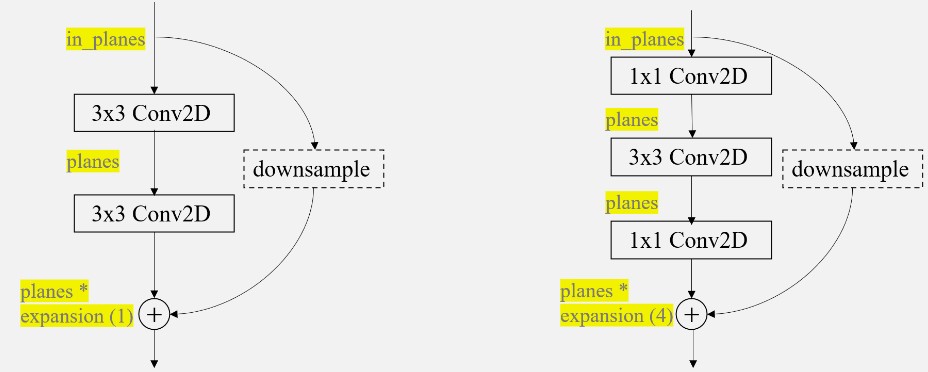 in_planes
3x3 Conv2D
planes
downsample
3x3 Conv2D
planes *
expansion (1)
+
in_planes
1x1 Conv2D
planes
3x3 Conv2D
downsample
planes
1x1 Conv2D
planes *
expansion (4)
+